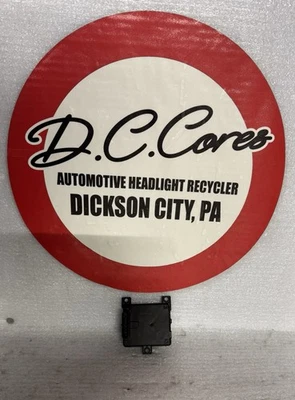 D.C.Cores
AUTOMOTIVE HEADLIGHT RECYCLER
DICKSON CITY, PA